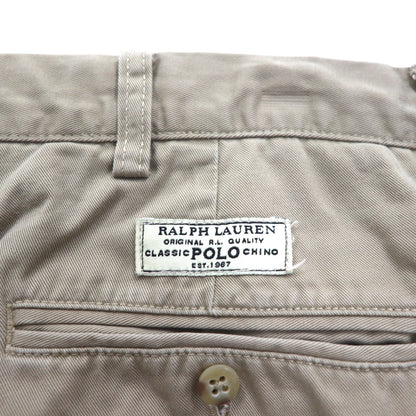 RALPH LAUREN
ORIGINAL R.L. QUALITY
CLASSIC POLO CHINO
EST. 1967